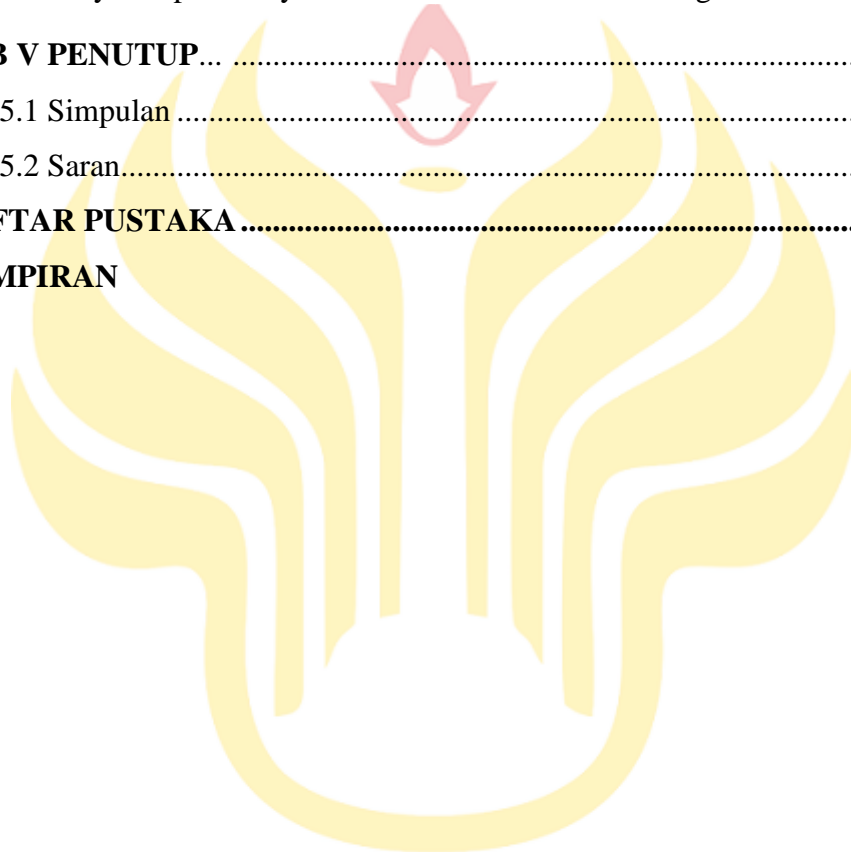 B V PENUTUP... ........................................................................................
5.1 Simpulan ...............................................................................................
5.2 Saran.....................................................................................................
FTAR PUSTAKA ....................................................................................
MPIRAN